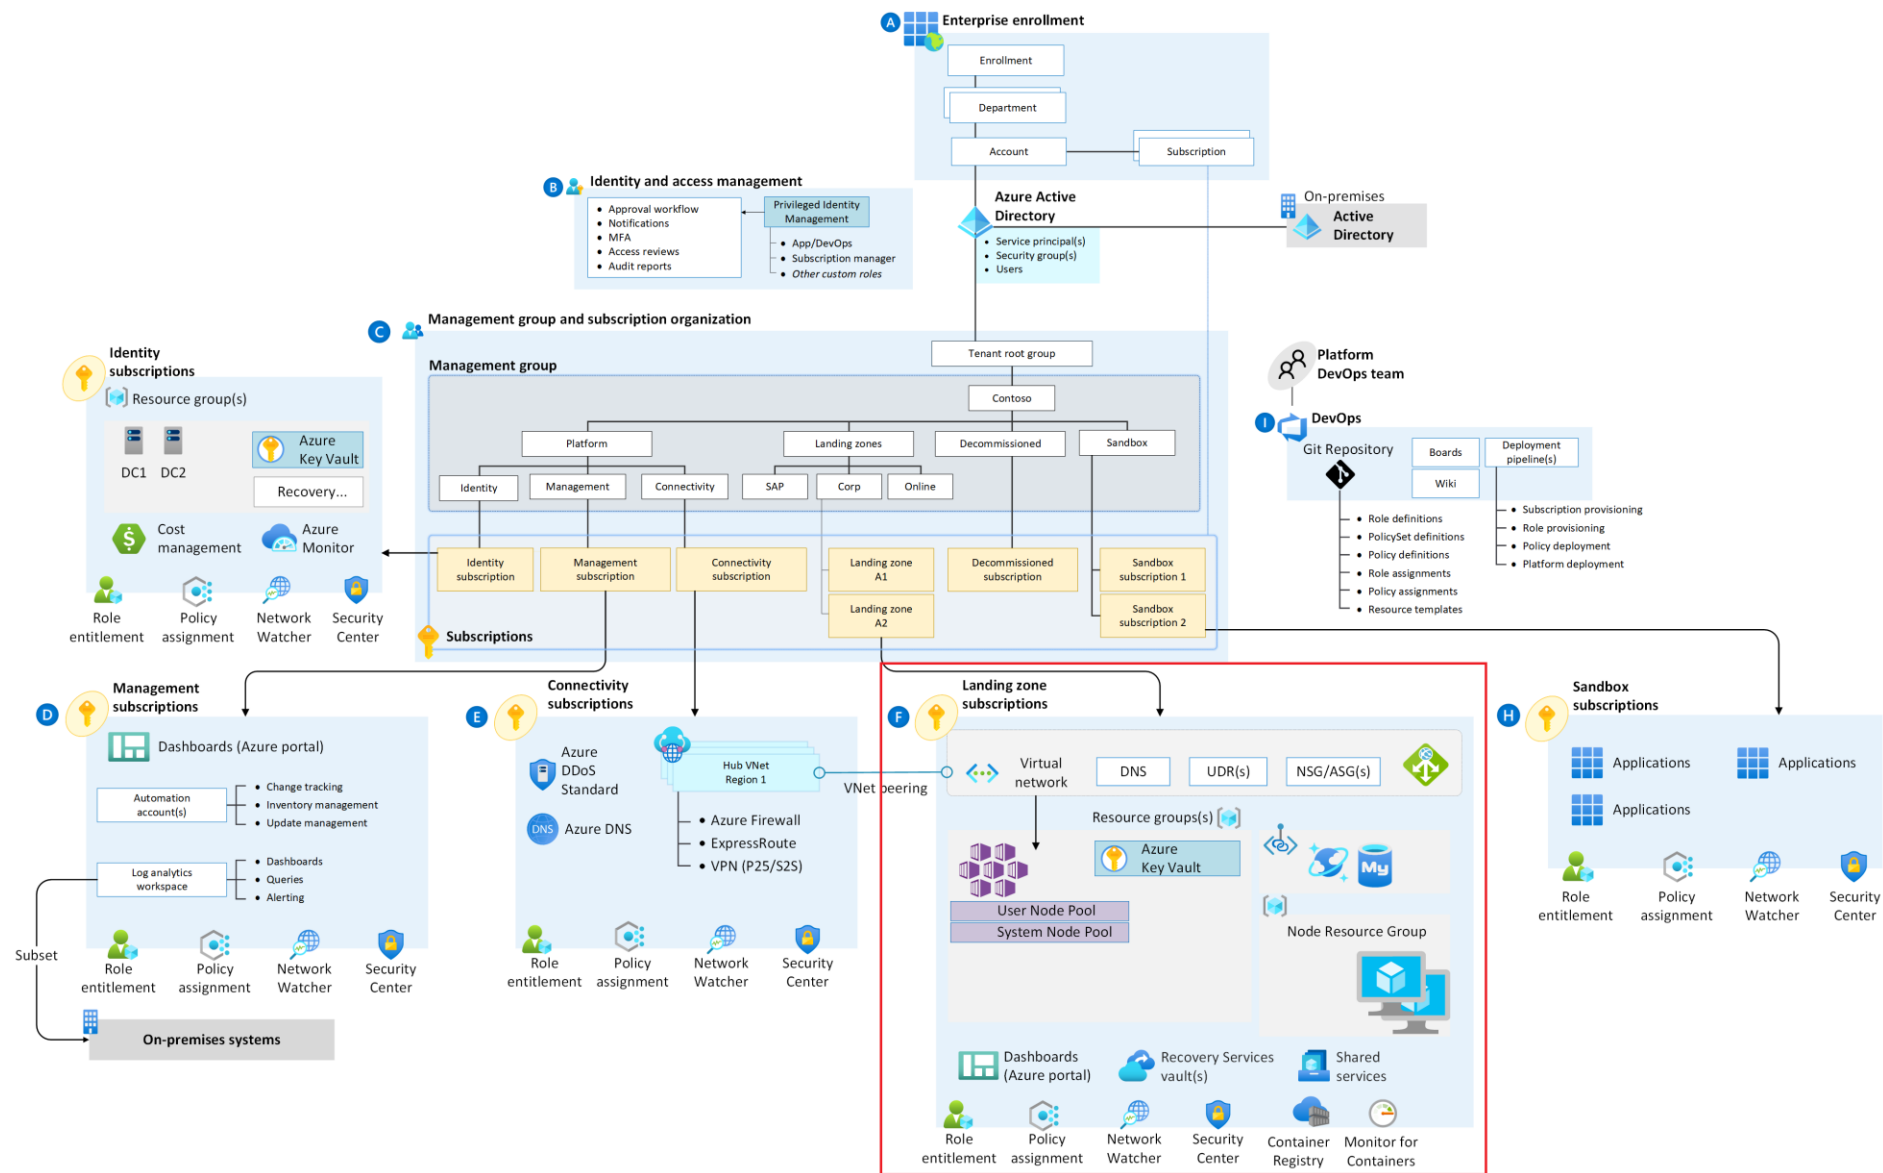 A
Enterprise enrollment
Enrollment
Department
Account
Subscription
B
Identity and access management
• Approval workflow
• Notifications
• MFA
• Access reviews
• Audit reports
Privileged Identity
Management
• App/DevOps
• Subscription manager
• Other custom roles
Azure Active
Directory
• Service principal(s)
• Security group(s)
• Users
On-premises
Active
Directory
C
Management group and subscription organization
Management group
Tenant root group
Contoso
Platform
Landing zones
Decommissioned
Sandbox
Identity
Management
Connectivity
SAP
Corp
Online
Identity
subscription
Management
subscription
Connectivity
subscription
Landing zone
A1
Decommissioned
subscription
Sandbox
subscription 1
Landing zone
A2
Sandbox
subscription 2
Subscriptions
Identity
subscriptions
Resource group(s)
DC1
DC2
Azure
Key Vault
Recovery...
Cost
management
Azure
Monitor
Role
entitlement
Policy
assignment
Network
Watcher
Security
Center
Platform
DevOps team
I
DevOps
Git Repository
Boards
Wiki
Deployment
pipeline(s)
• Role definitions
• PolicySet definitions
• Policy definitions
• Role assignments
• Policy assignments
• Resource templates
• Subscription provisioning
• Role provisioning
• Policy deployment
• Platform deployment
D
Management
subscriptions
Dashboards (Azure portal)
Automation
account(s)
• Change tracking
• Inventory management
• Update management
Log analytics
workspace
• Dashboards
• Queries
• Alerting
Subset
Role
entitlement
Policy
assignment
Network
Watcher
Security
Center
On-premises systems
E
Connectivity
subscriptions
Azure
DDoS
Standard
DNS
Azure DNS
Hub VNet
Region 1
• Azure Firewall
• ExpressRoute
• VPN (P25/S2S)
VNet beering
Role
entitlement
Policy
assignment
Network
Watcher
Security
Center
F
Landing zone
subscriptions
Virtual
network
DNS
UDR(s)
NSG/ASG(s)
Resource groups(s)
Azure
Key Vault
My
User Node Pool
System Node Pool
Node Resource Group
Dashboards
(Azure portal)
Recovery Services
vault(s)
Shared
services
Role
entitlement
Policy
assignment
Network
Watcher
Security
Center
Container
Registry
Monitor for
Containers
H
Sandbox
subscriptions
Applications
Applications
Applications
Role
entitlement
Policy
assignment
Network
Watcher
Security
Center